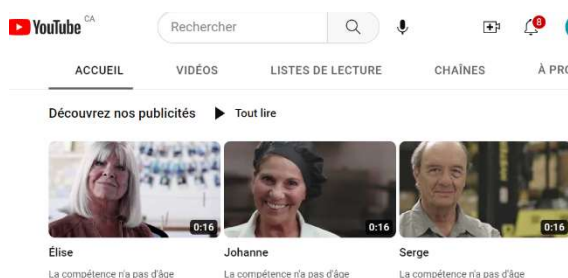 YouTube CA
Rechercher
8
ACCUEIL VIDÉOS LISTES DE LECTURE CHAÎNES À PRO
Découvrez nos publicités Tout lire
0:16 0:16 0:16
Élise Johanne Serge
La compétence n'a pas d'âge La compétence n'a pas d'âge La compétence n'a pas d'âge